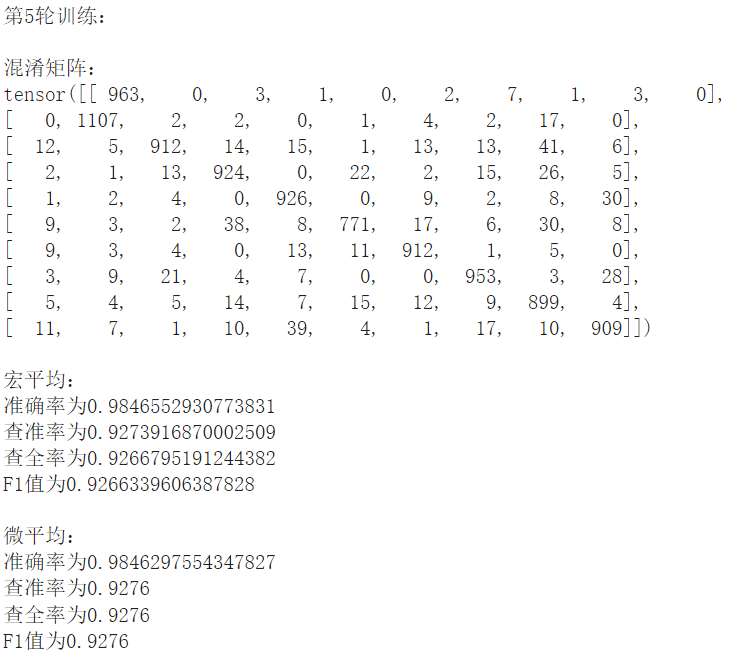 第5轮训练：
混淆矩阵：
tensor([[ 963, 0, 3, 1, 0, 2, 7, 1, 3, 0],
[ 0, 1107, 2, 2, 0, 1, 4, 2, 17, 0],
[ 12, 5, 912, 14, 15, 1, 13, 13, 41, 6],
[ 2, 1, 13, 924, 0, 22, 2, 15, 26, 5],
[ 1, 2, 4, 0, 926, 0, 9, 2, 8, 30],
[ 9, 3, 2, 38, 8, 771, 17, 6, 30, 8],
[ 9, 3, 4, 0, 13, 11, 912, 1, 5, 0],
[ 3, 9, 21, 4, 7, 0, 0, 953, 3, 28],
[ 5, 4, 5, 14, 7, 15, 12, 9, 899, 4],
[ 11, 7, 1, 10, 39, 4, 1, 17, 10, 909]])
宏平均：
准确率为0.9846552930773831
查准率为0.9273916870002509
查全率为0.9266795191244382
F1值为0.9266339606387828
微平均：
准确率为0.9846297554347827
查准率为0.9276
查全率为0.9276
F1值为0.9276